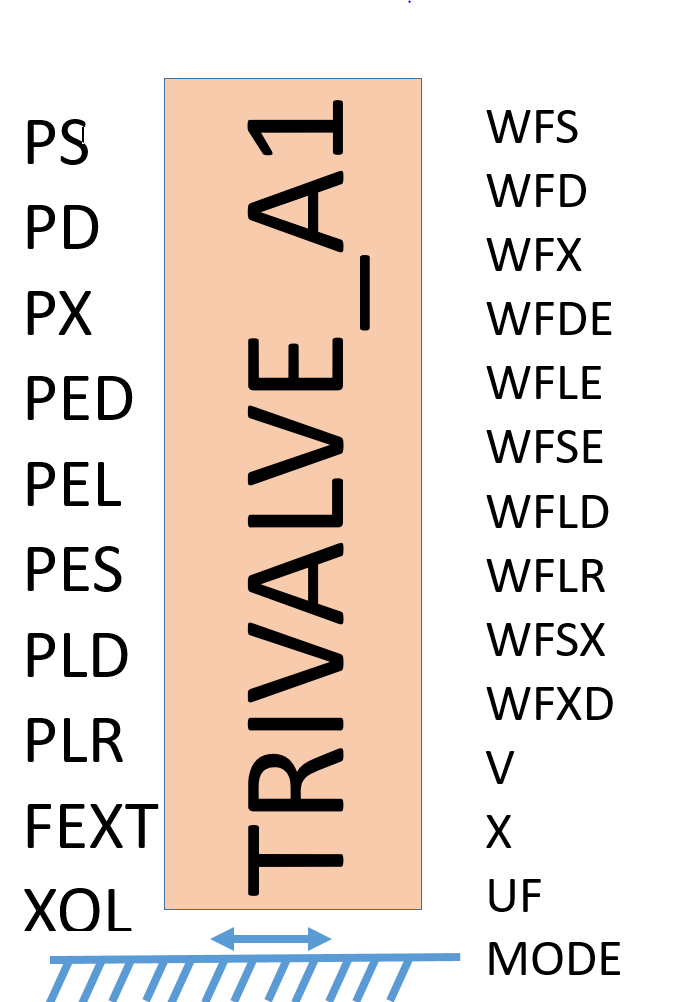 PS
PD
PX
PED
PEL
PES
PLD
PLR
FEXT
XOL
TRIVALVE_A1
WFS
WFD
WFX
WFDE
WFLE
WFSE
WFLD
WFLR
WFSX
WFXD
V
X
UF
MODE